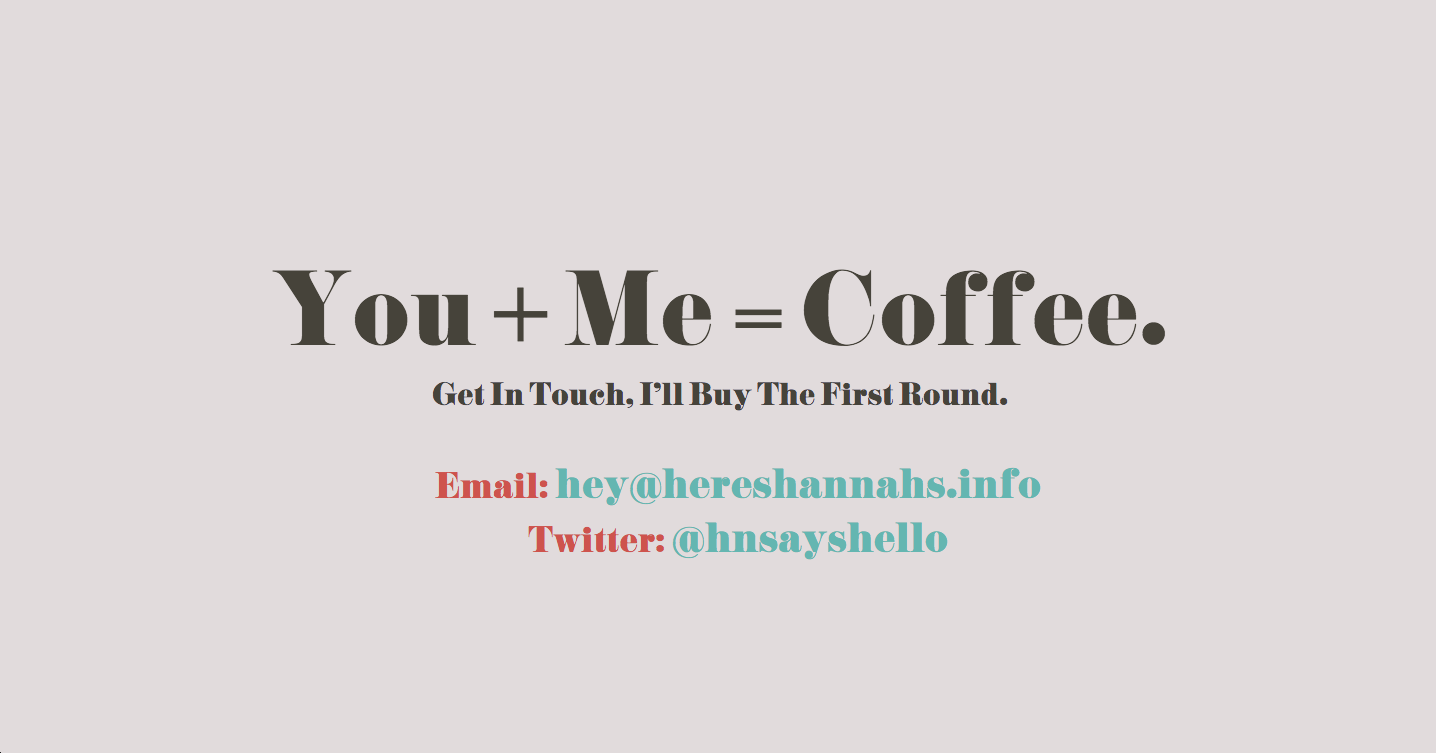 You + Me = Coffee.
Get In Touch, I’ll Buy The First Round.
Email: hey@hereshannahs.info
Twitter: @hnsayshello